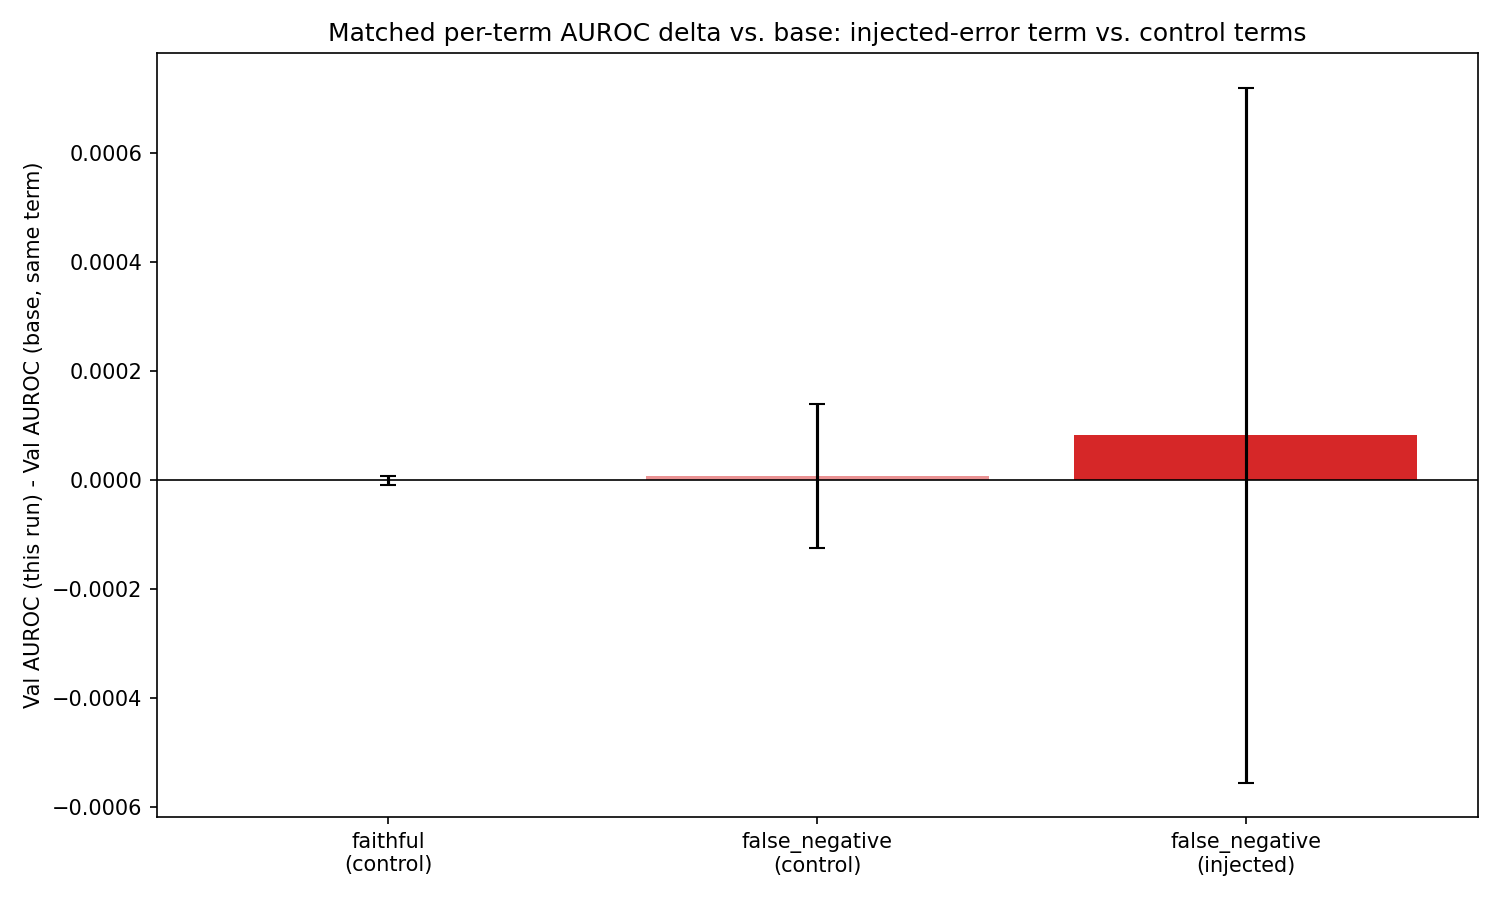 Matched per-term AUROC delta vs. base: injected-error term vs. control terms
Val AUROC (this run) - Val AUROC (base, same term)
0.0006
0.0004
0.0002
0.0000
−0.0002
−0.0004
−0.0006
faithful
(control)
false_negative
(control)
false_negative
(injected)